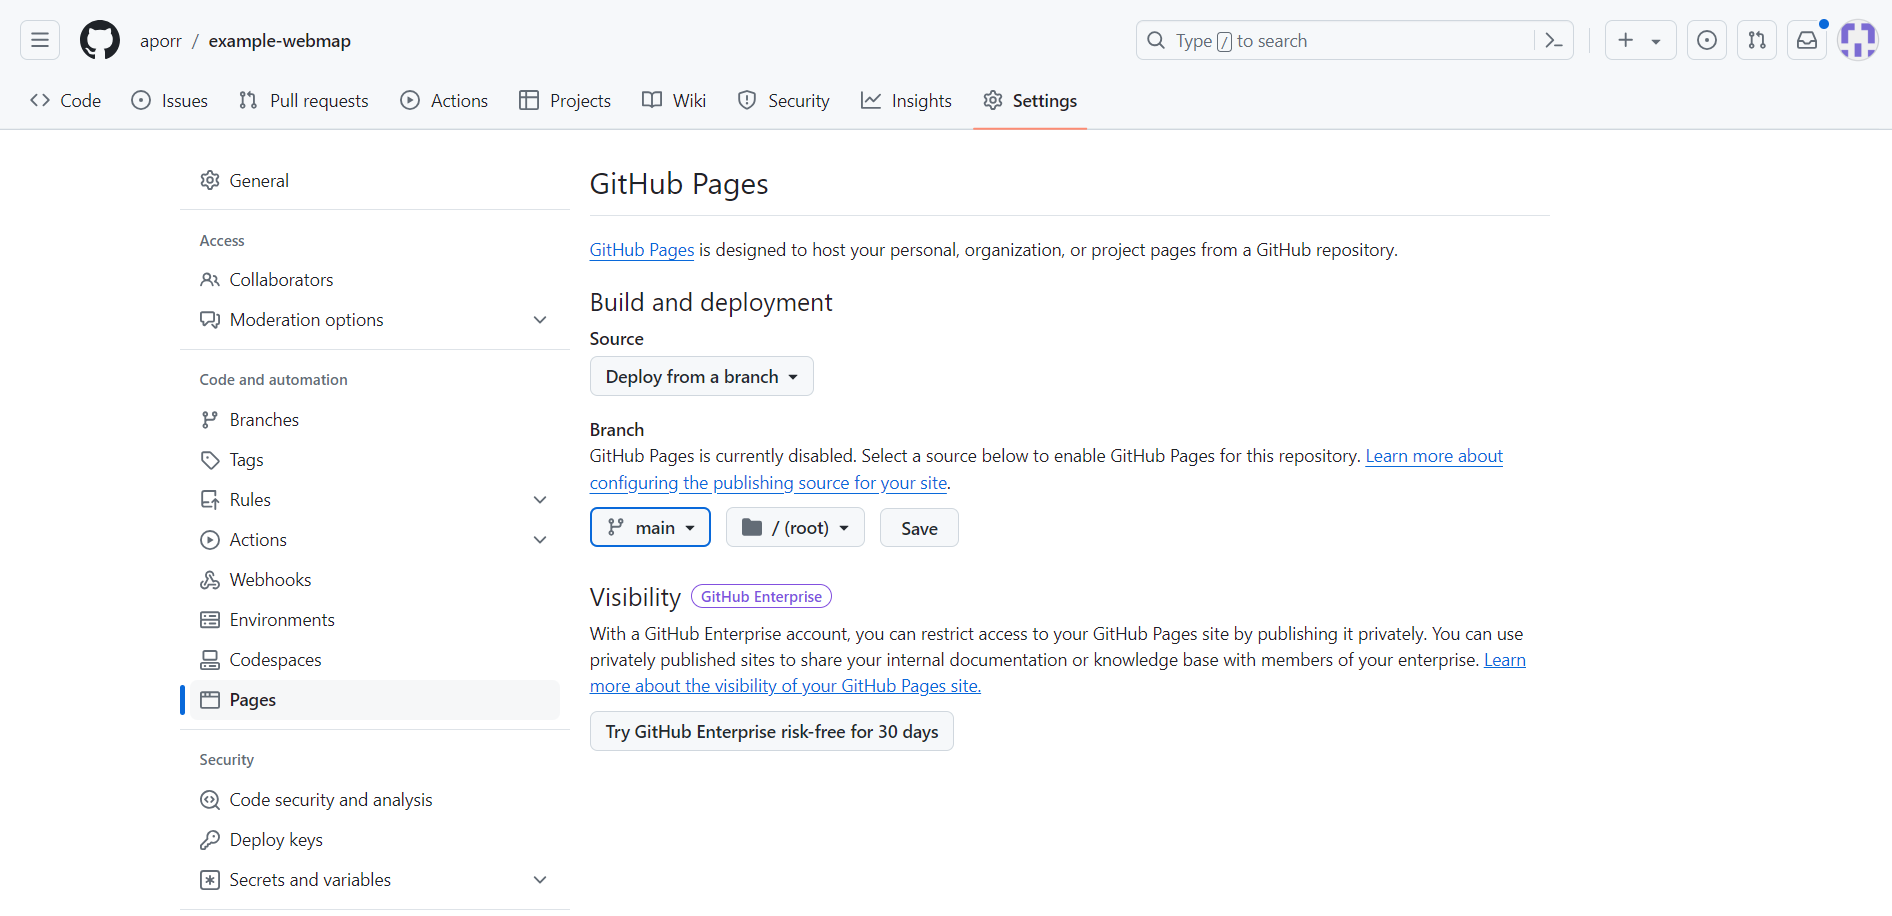 aporr / example-webmap
Type / to search
Code
Issues
Pull requests
Actions
Projects
Wiki
Security
Insights
Settings
General
Access
Collaborators
Moderation options
Code and automation
Branches
Tags
Rules
Actions
Webhooks
Environments
Codespaces
Pages
Security
Code security and analysis
Deploy keys
Secrets and variables
GitHub Pages
GitHub Pages is designed to host your personal, organization, or project pages from a GitHub repository.
Build and deployment
Source
Deploy from a branch
Branch
GitHub Pages is currently disabled. Select a source below to enable GitHub Pages for this repository. Learn more about
configuring the publishing source for your site.
main
/ (root)
Save
Visibility GitHub Enterprise
With a GitHub Enterprise account, you can restrict access to your GitHub Pages site by publishing it privately. You can use
privately published sites to share your internal documentation or knowledge base with members of your enterprise. Learn
more about the visibility of your GitHub Pages site.
Try GitHub Enterprise risk-free for 30 days